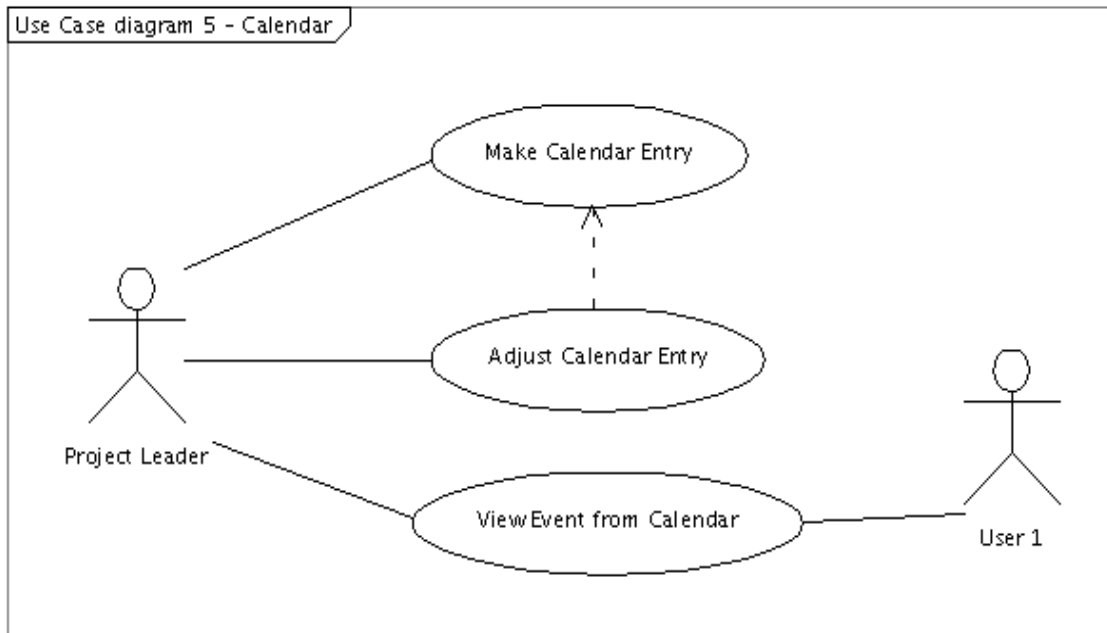 Use Case diagram 5 - Calendar
Make Calendar Entry
Adjust Calendar Entry
Project Leader
ViewEvent from Calendar
User 1